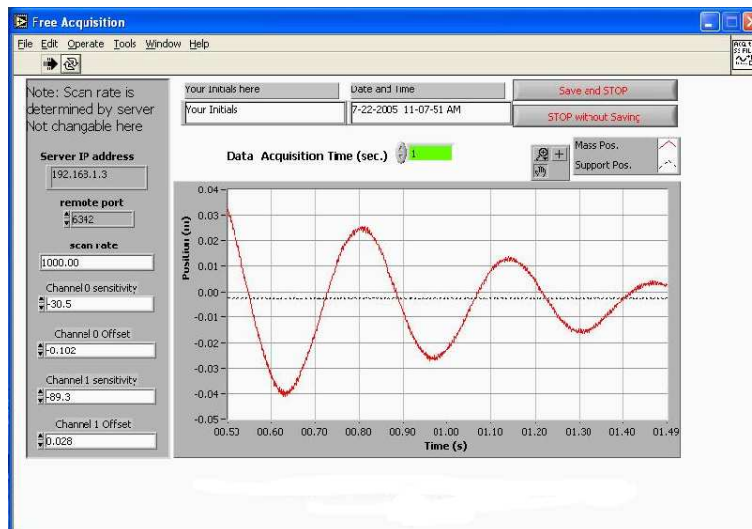 Free Acquisition
File Edit Operate Tools Window Help
Note: Scan rate is
determined by server
Not changable here
Server IP address
192.163.1.3
remote port
6342
scan rate
1000.00
Channel 0 sensitivity
-30.5
Channel 0 Offset
-0.102
Channel 1 sensitivity
-89.3
Channel 1 Offset
0.028
Your Initials here
Your Initials
Date and Time
7-22-2005 11-07-51 AM
Save and STOP
STOP without Saving
Data Acquisition Time (sec.)
1
Mass Pos.
Support Pos.
Position (m)
0.04
0.03
0.02
0.01
0.00
-0.01
-0.02
-0.03
-0.04
-0.05
00.53 00.60 00.70 00.80 00.90 01.00 01.10 01.20 01.30 01.40 01.49
Time (s)